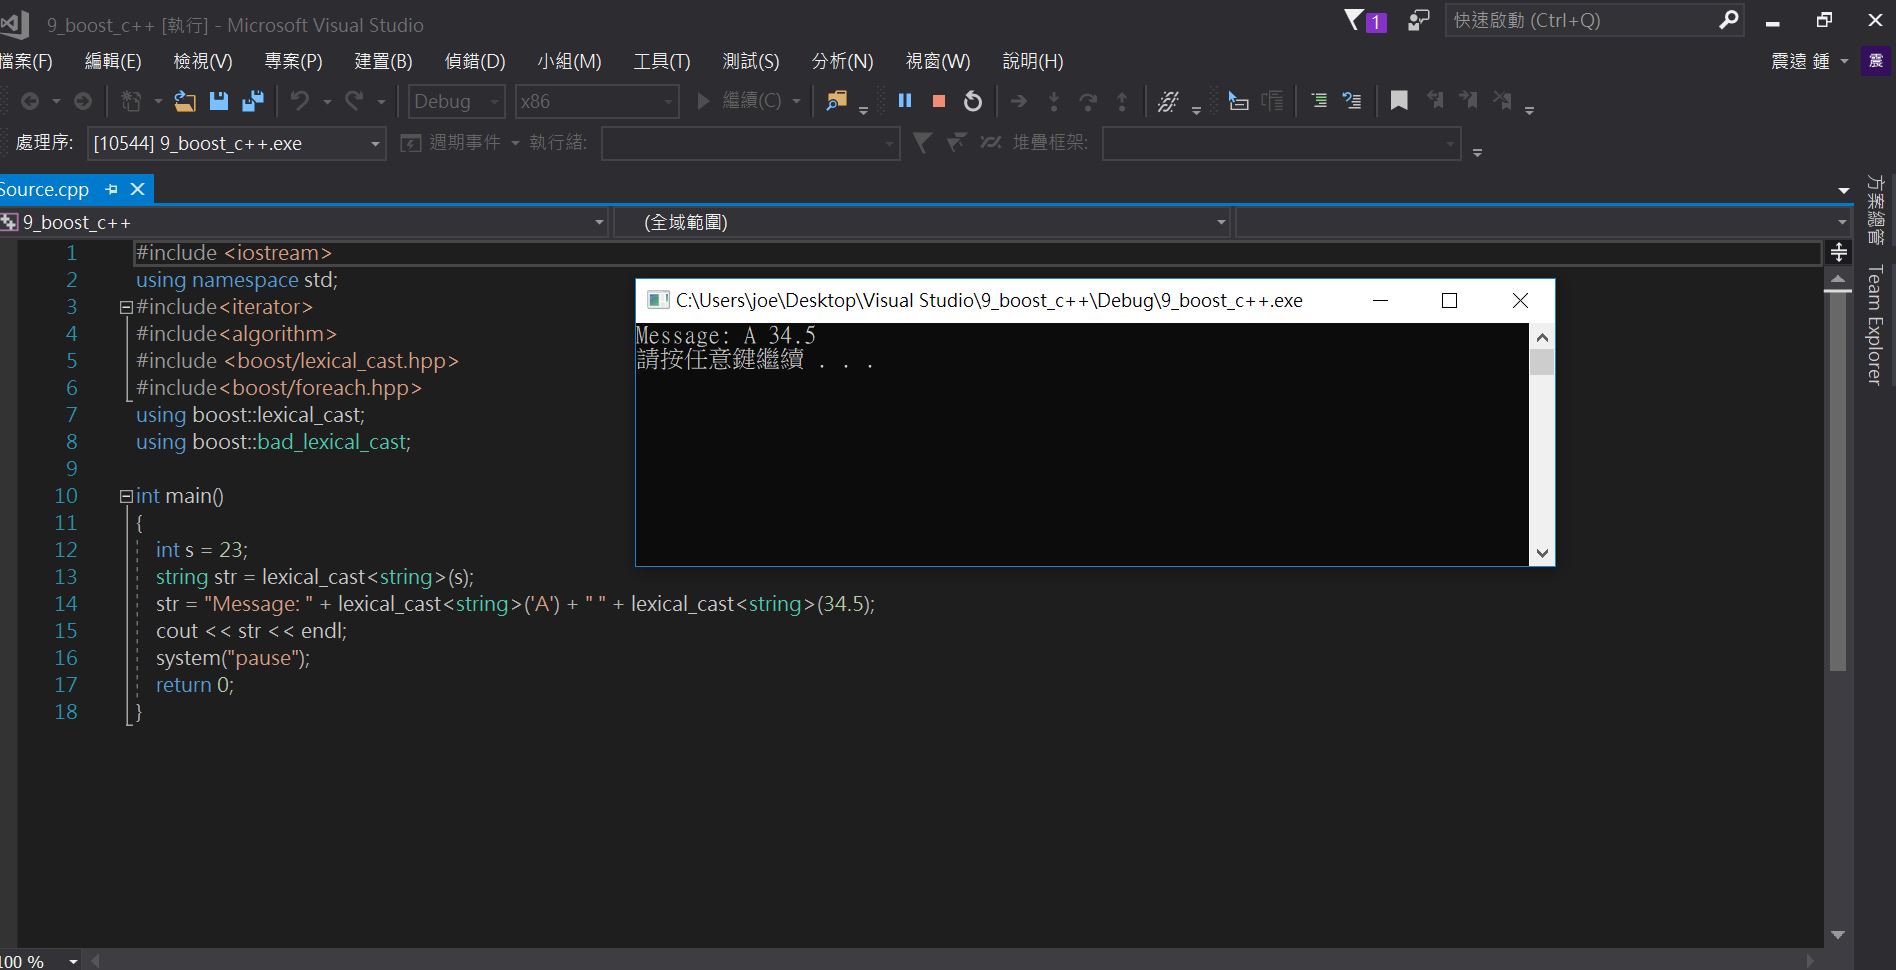 9_boost_c++ [執行] - Microsoft Visual Studio
1
快速啟動 (Ctrl+Q)
檔案(F) 編輯(E) 檢視(V) 專案(P) 建置(B) 偵錯(D) 小組(M) 工具(T) 測試(S) 分析(N) 視窗(W) 說明(H)
震遠 鍾 震
Debug x86 繼續(C)
處理序: [10544] 9_boost_c++.exe 週期事件 執行緒: 堆疊框架:
Source.cpp
9_boost_c++ (全域範圍)
1 #include <iostream>
2 using namespace std;
3 #include<iterator>
4 #include<algorithm>
5 #include <boost/lexical_cast.hpp>
6 #include<boost/foreach.hpp>
7 using boost::lexical_cast;
8 using boost::bad_lexical_cast;
9
10 int main()
11 {
12 int s = 23;
13 string str = lexical_cast<string>(s);
14 str = "Message: " + lexical_cast<string>('A') + " " + lexical_cast<string>(34.5);
15 cout << str << endl;
16 system("pause");
17 return 0;
18 }
C:\Users\joe\Desktop\Visual Studio\9_boost_c++\Debug\9_boost_c++.exe
Message: A 34.5
請按任意鍵繼續 . . .
方案總管
Team Explorer
100 %